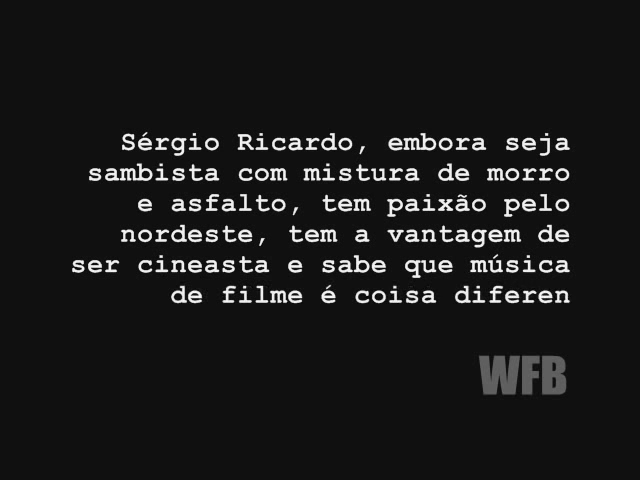 Sérgio Ricardo, embora seja
sambista com mistura de morro
e asfalto, tem paixão pelo
nordeste, tem a vantagem de
ser cineasta e sabe que música
de filme é coisa diferen
WFB